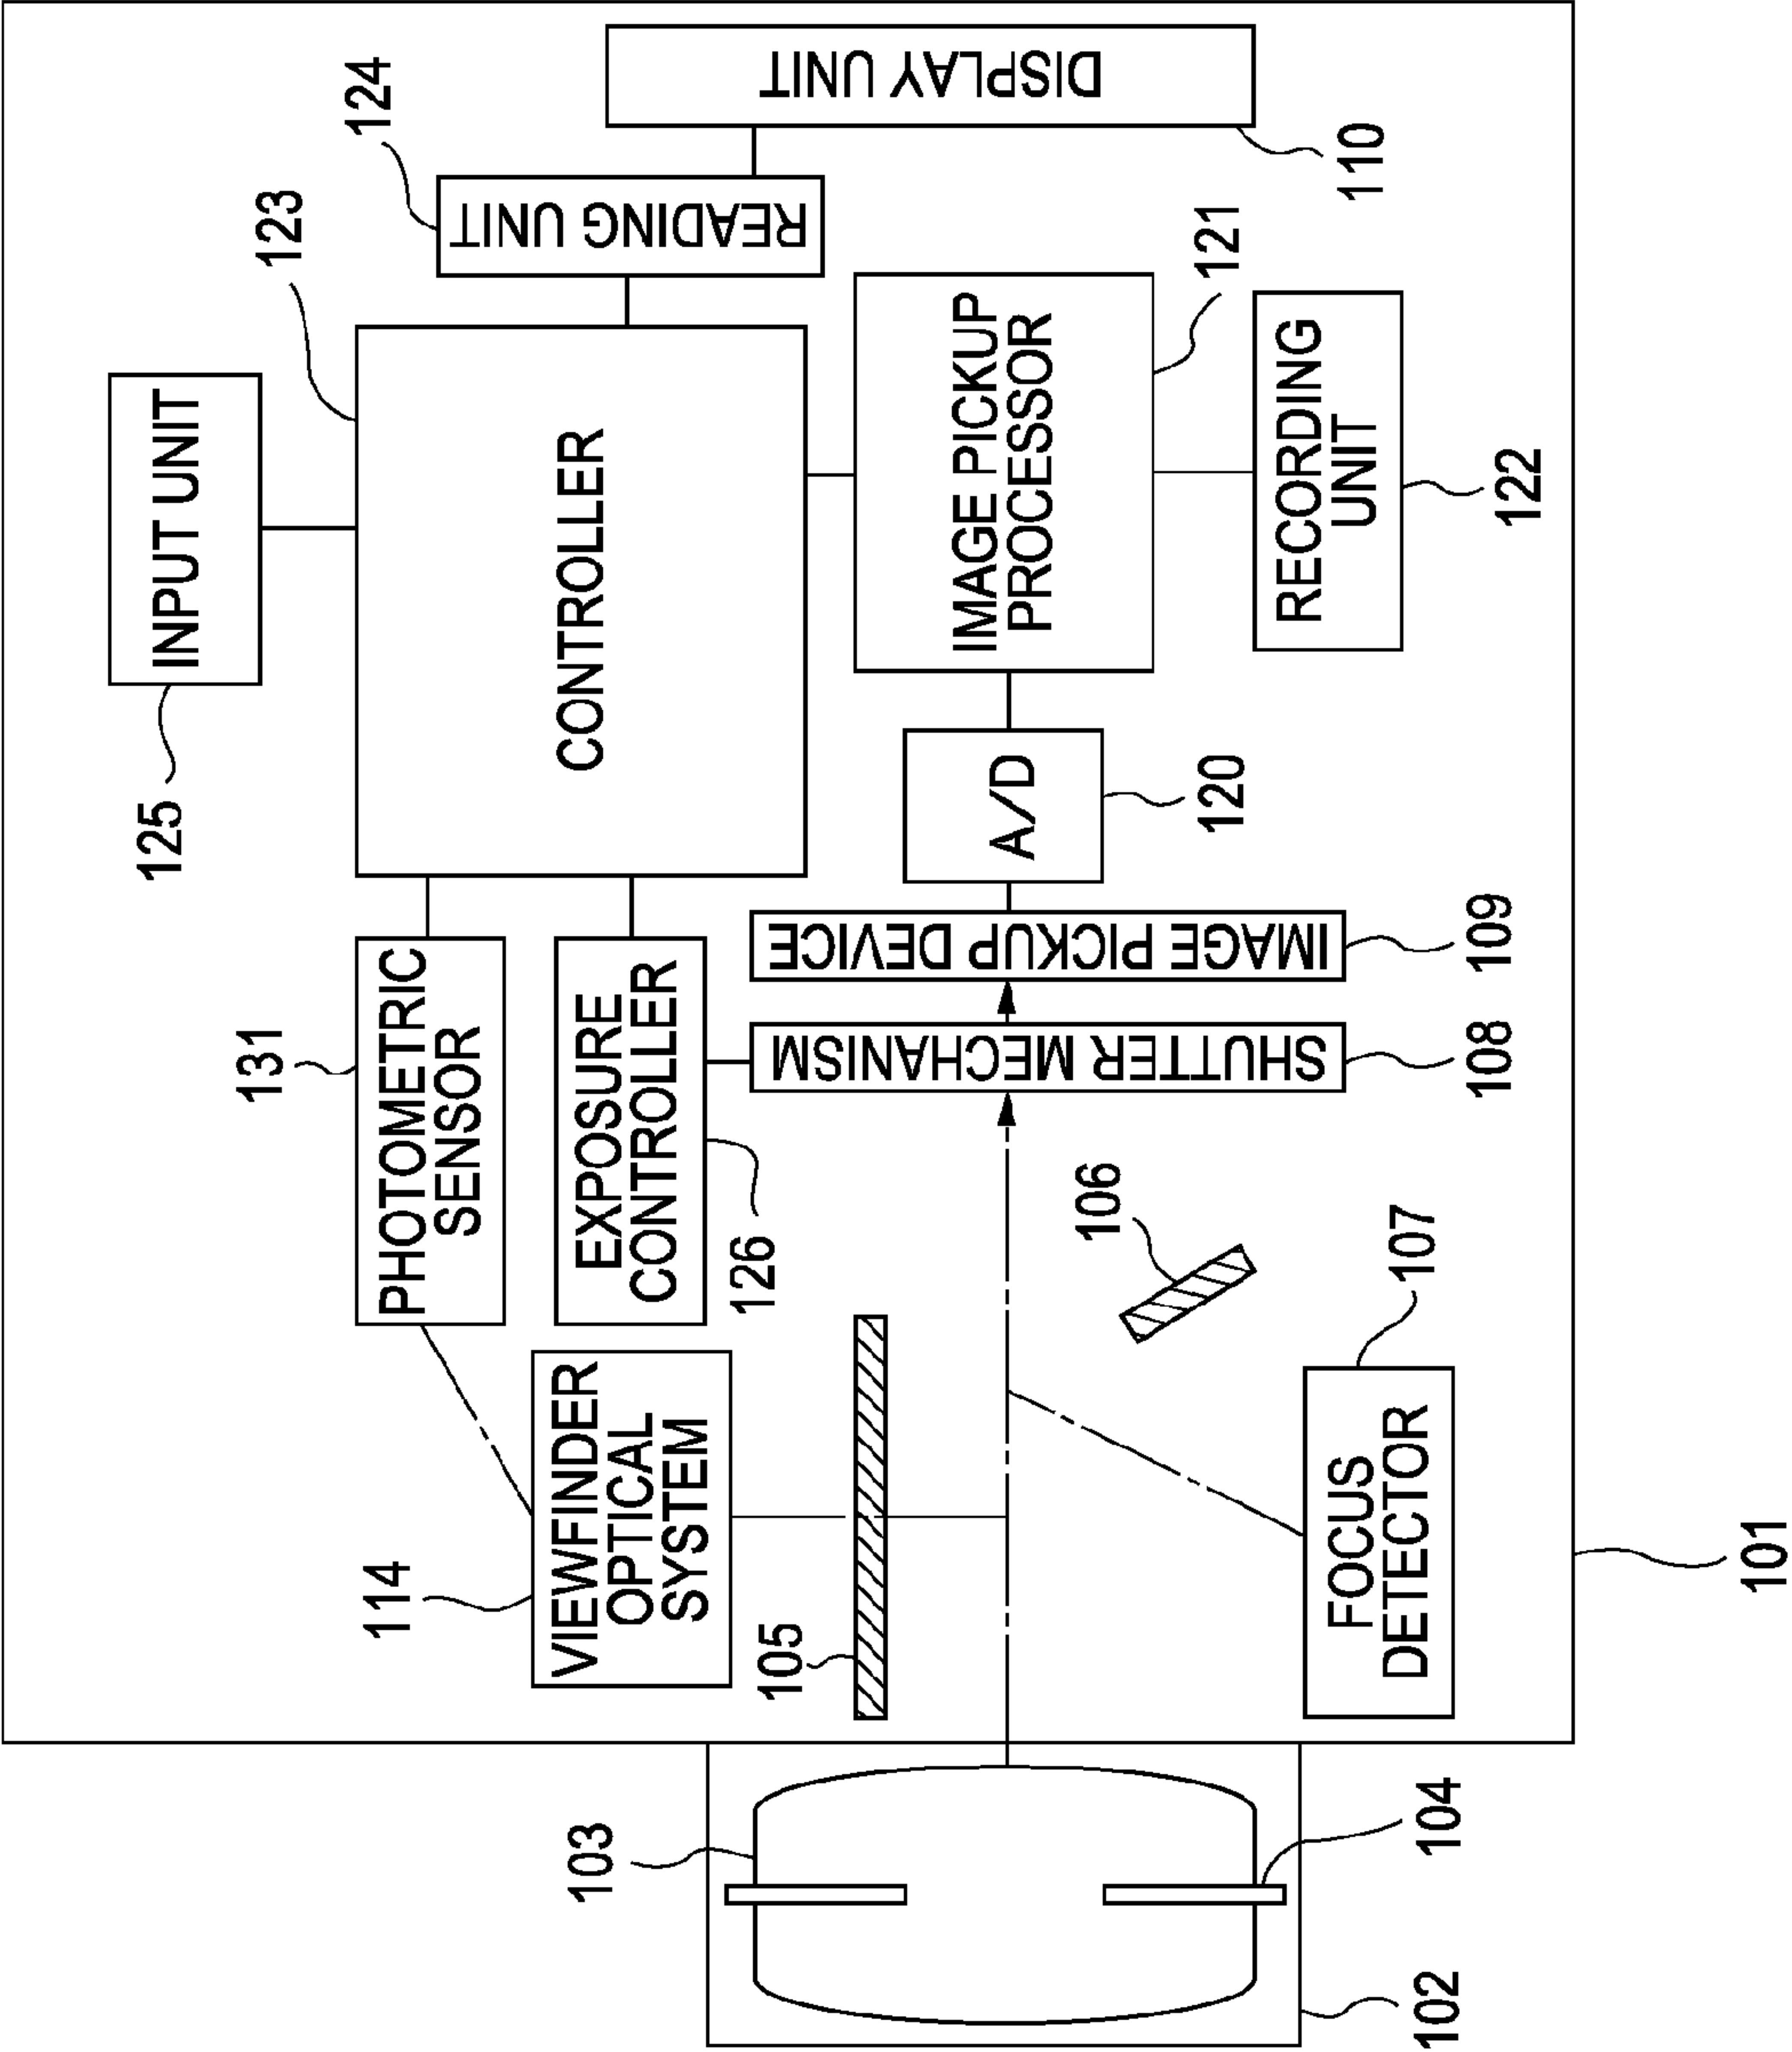 125
INPUT UNIT
123
124
131
PHOTOMETRIC
SENSOR
CONTROLLER
READING UNIT
DISPLAY UNIT
110
114
VIEWFINDER
OPTICAL
SYSTEM
EXPOSURE
CONTROLLER
126
105
103
SHUTTER MECHANISM
108
IMAGE PICKUP DEVICE
109
A/D
120
IMAGE PICKUP
PROCESSOR
121
RECORDING
UNIT
122
106
107
FOCUS
DETECTOR
104
102
101